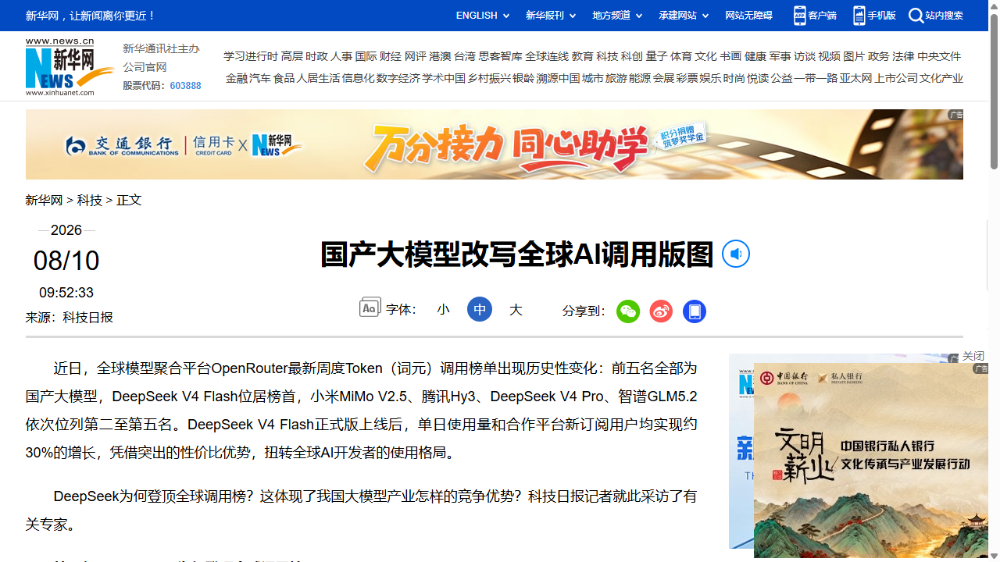 新华网，让新闻离你更近！
ENGLISH 新华报刊 地方频道 承建网站 网站无障碍 客户端 手机版 站内搜索
www.news.cn
新华网
NEWS
www.xinhuanet.com
新华通讯社主办
公司官网
股票代码：603888
学习进行时 高层 时政 人事 国际 财经 网评 港澳 台湾 思客智库 全球连线 教育 科技 科创 量子 体育 文化 书画 健康 军事 访谈 视频 图片 政务 法律 中央文件
金融 汽车 食品 人居生活 信息化 数字经济 学术中国 乡村振兴 银龄 溯源中国 城市 旅游 能源 会展 彩票 娱乐 时尚 悦读 公益 一带一路 亚太网 上市公司 文化产业
广告
交通银行 信用卡 X 新华网 NEWS
BANK OF COMMUNICATIONS CREDIT CARD
万分接力 同心助学
积分捐赠
筑梦奖学金
新华网 > 科技 > 正文
2026
08/10
09:52:33
来源：科技日报
国产大模型改写全球AI调用版图
Aa 字体： 小 中 大 分享到：
近日，全球模型聚合平台OpenRouter最新周度Token（词元）调用榜单出现历史性变化：前五名全部为
国产大模型，DeepSeek V4 Flash位居榜首，小米MiMo V2.5、腾讯Hy3、DeepSeek V4 Pro、智谱GLM5.2
依次位列第二至第五名。DeepSeek V4 Flash正式版上线后，单日使用量和合作平台新订阅用户均实现约
30%的增长，凭借突出的性价比优势，扭转全球AI开发者的使用格局。
DeepSeek为何登顶全球调用榜？这体现了我国大模型产业怎样的竞争优势？科技日报记者就此采访了有
关专家。
关闭
广告
中国银行 私人银行
BANK OF CHINA PRIVATE BANKING
文明
薪业
中国银行私人银行
文化传承与产业发展行动